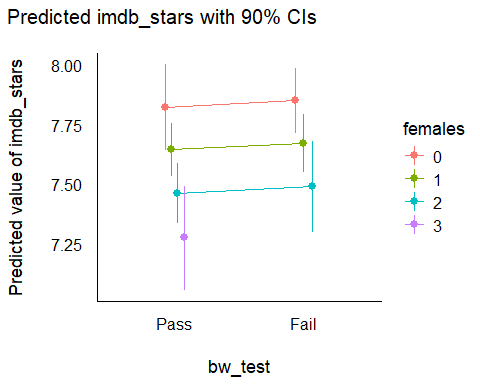 Predicted imdb_stars with 90% CIs
Predicted value of imdb_stars
8.00
7.75
7.50
7.25
Pass
Fail
bw_test
females
0
1
2
3